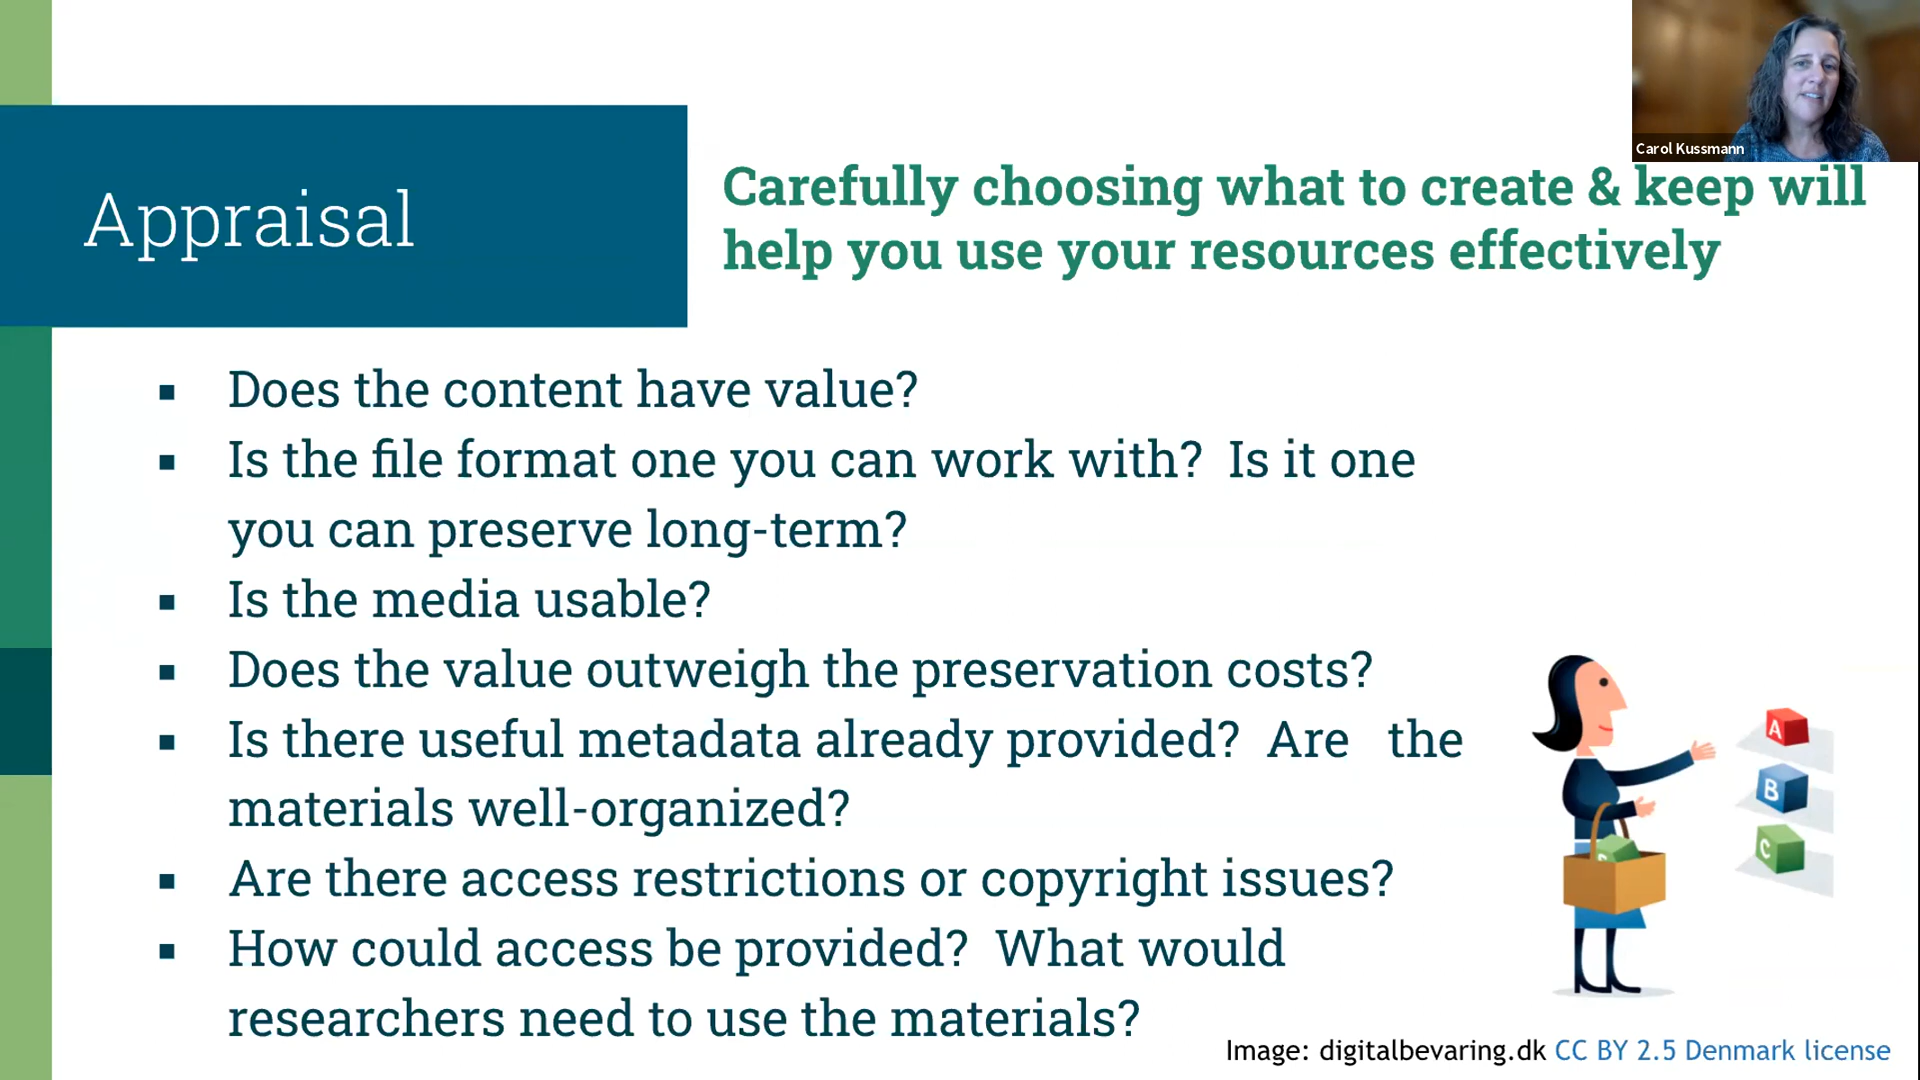 Carol Kussmann
Appraisal
Carefully choosing what to create & keep will
help you use your resources effectively
▪ Does the content have value?
▪ Is the file format one you can work with?  Is it one
you can preserve long-term?
▪ Is the media usable?
▪ Does the value outweigh the preservation costs?
▪ Is there useful metadata already provided?  Are   the
materials well-organized?
▪ Are there access restrictions or copyright issues?
▪ How could access be provided?  What would
researchers need to use the materials?
A
B
C
Image: digitalbevaring.dk CC BY 2.5 Denmark license